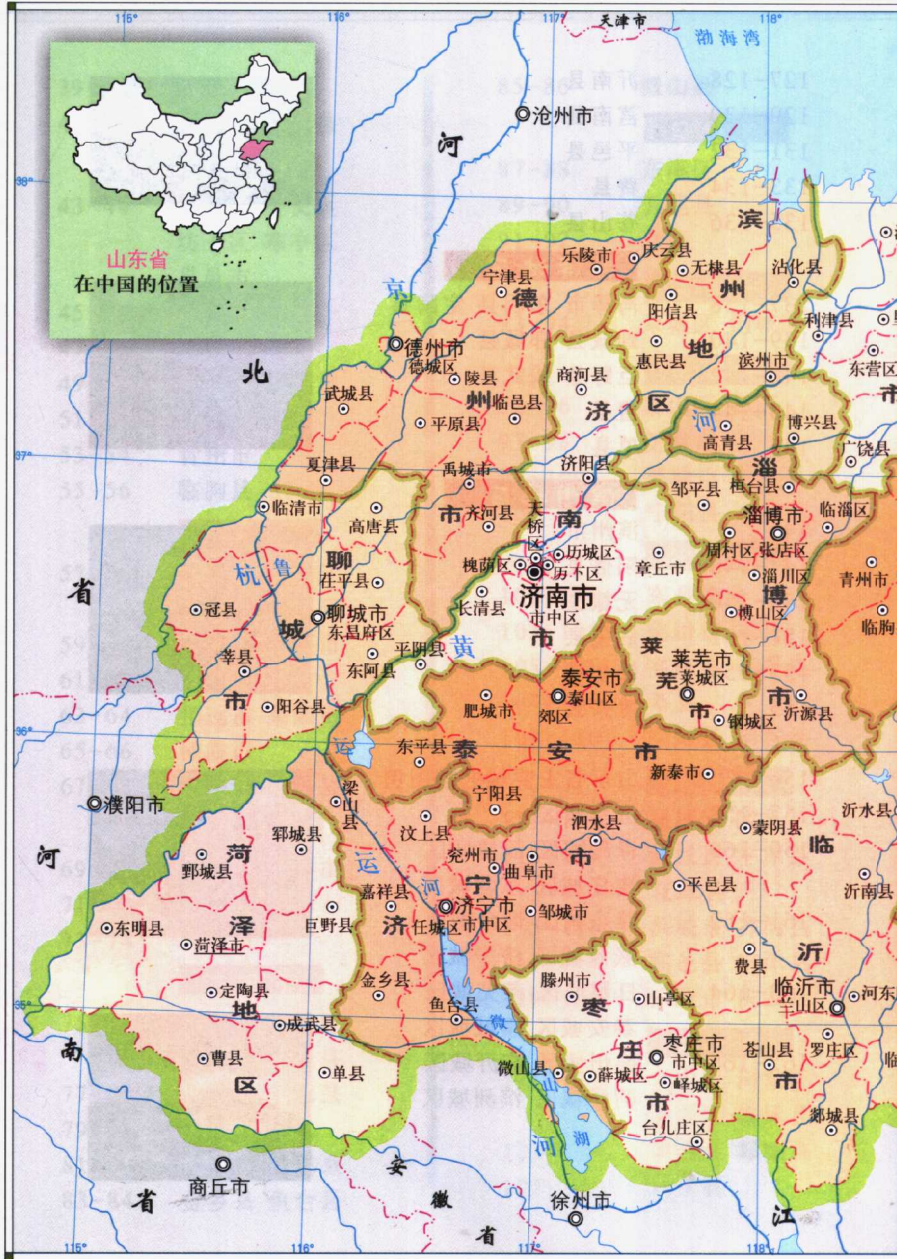 115°
116°
117°
118°
天津市
渤海湾
沧州市
河
38°
山东省
在中国的位置
滨
州
地
区
乐陵市
庆云县
无棣县
沾化县
宁津县
德
州
市
京
阳信县
利津县
德州市
德城区
陵县
惠民县
滨州市
东营区
市
北
商河县
济
武城县
临邑县
平原县
河
高青县
博兴县
广饶县
夏津县
禹城市
济阳县
淄
邹平县
桓台县
临清市
高唐县
齐河县
天桥区
南
淄博市
临淄区
聊
周村区
张店区
杭
鲁
槐荫区
历城区
历下区
章丘市
淄川区
青州市
省
茌平县
济南市
市中区
博
冠县
聊城市
东昌府区
长清县
博山区
临朐
城
市
黄
莱
芜
市
莘县
东阿县
平阴县
莱芜市
莱城区
泰安市
泰山区
郊区
市
市
阳谷县
肥城市
钢城区
沂源县
36°
运
东平县
泰
安
市
新泰市
濮阳市
梁山县
宁阳县
沂水县
河
郓城县
汶上县
泗水县
蒙阴县
临
菏
鄄城县
运
兖州市
曲阜市
市
沂南县
嘉祥县
河
宁
平邑县
泽
巨野县
济
济宁市
任城区
市中区
邹城市
东明县
菏泽市
费县
沂
定陶县
金乡县
滕州市
临沂市
兰山区
河东
地
成武县
鱼台县
枣
山亭区
35°
微
南
曹县
单县
微山县
庄
枣庄市
市中区
苍山县
罗庄区
薛城区
峄城区
区
山
市
市
台儿庄区
郯城县
河
湖
安
商丘市
徽
徐州市
省
省
江
115°
116°
117°
118°